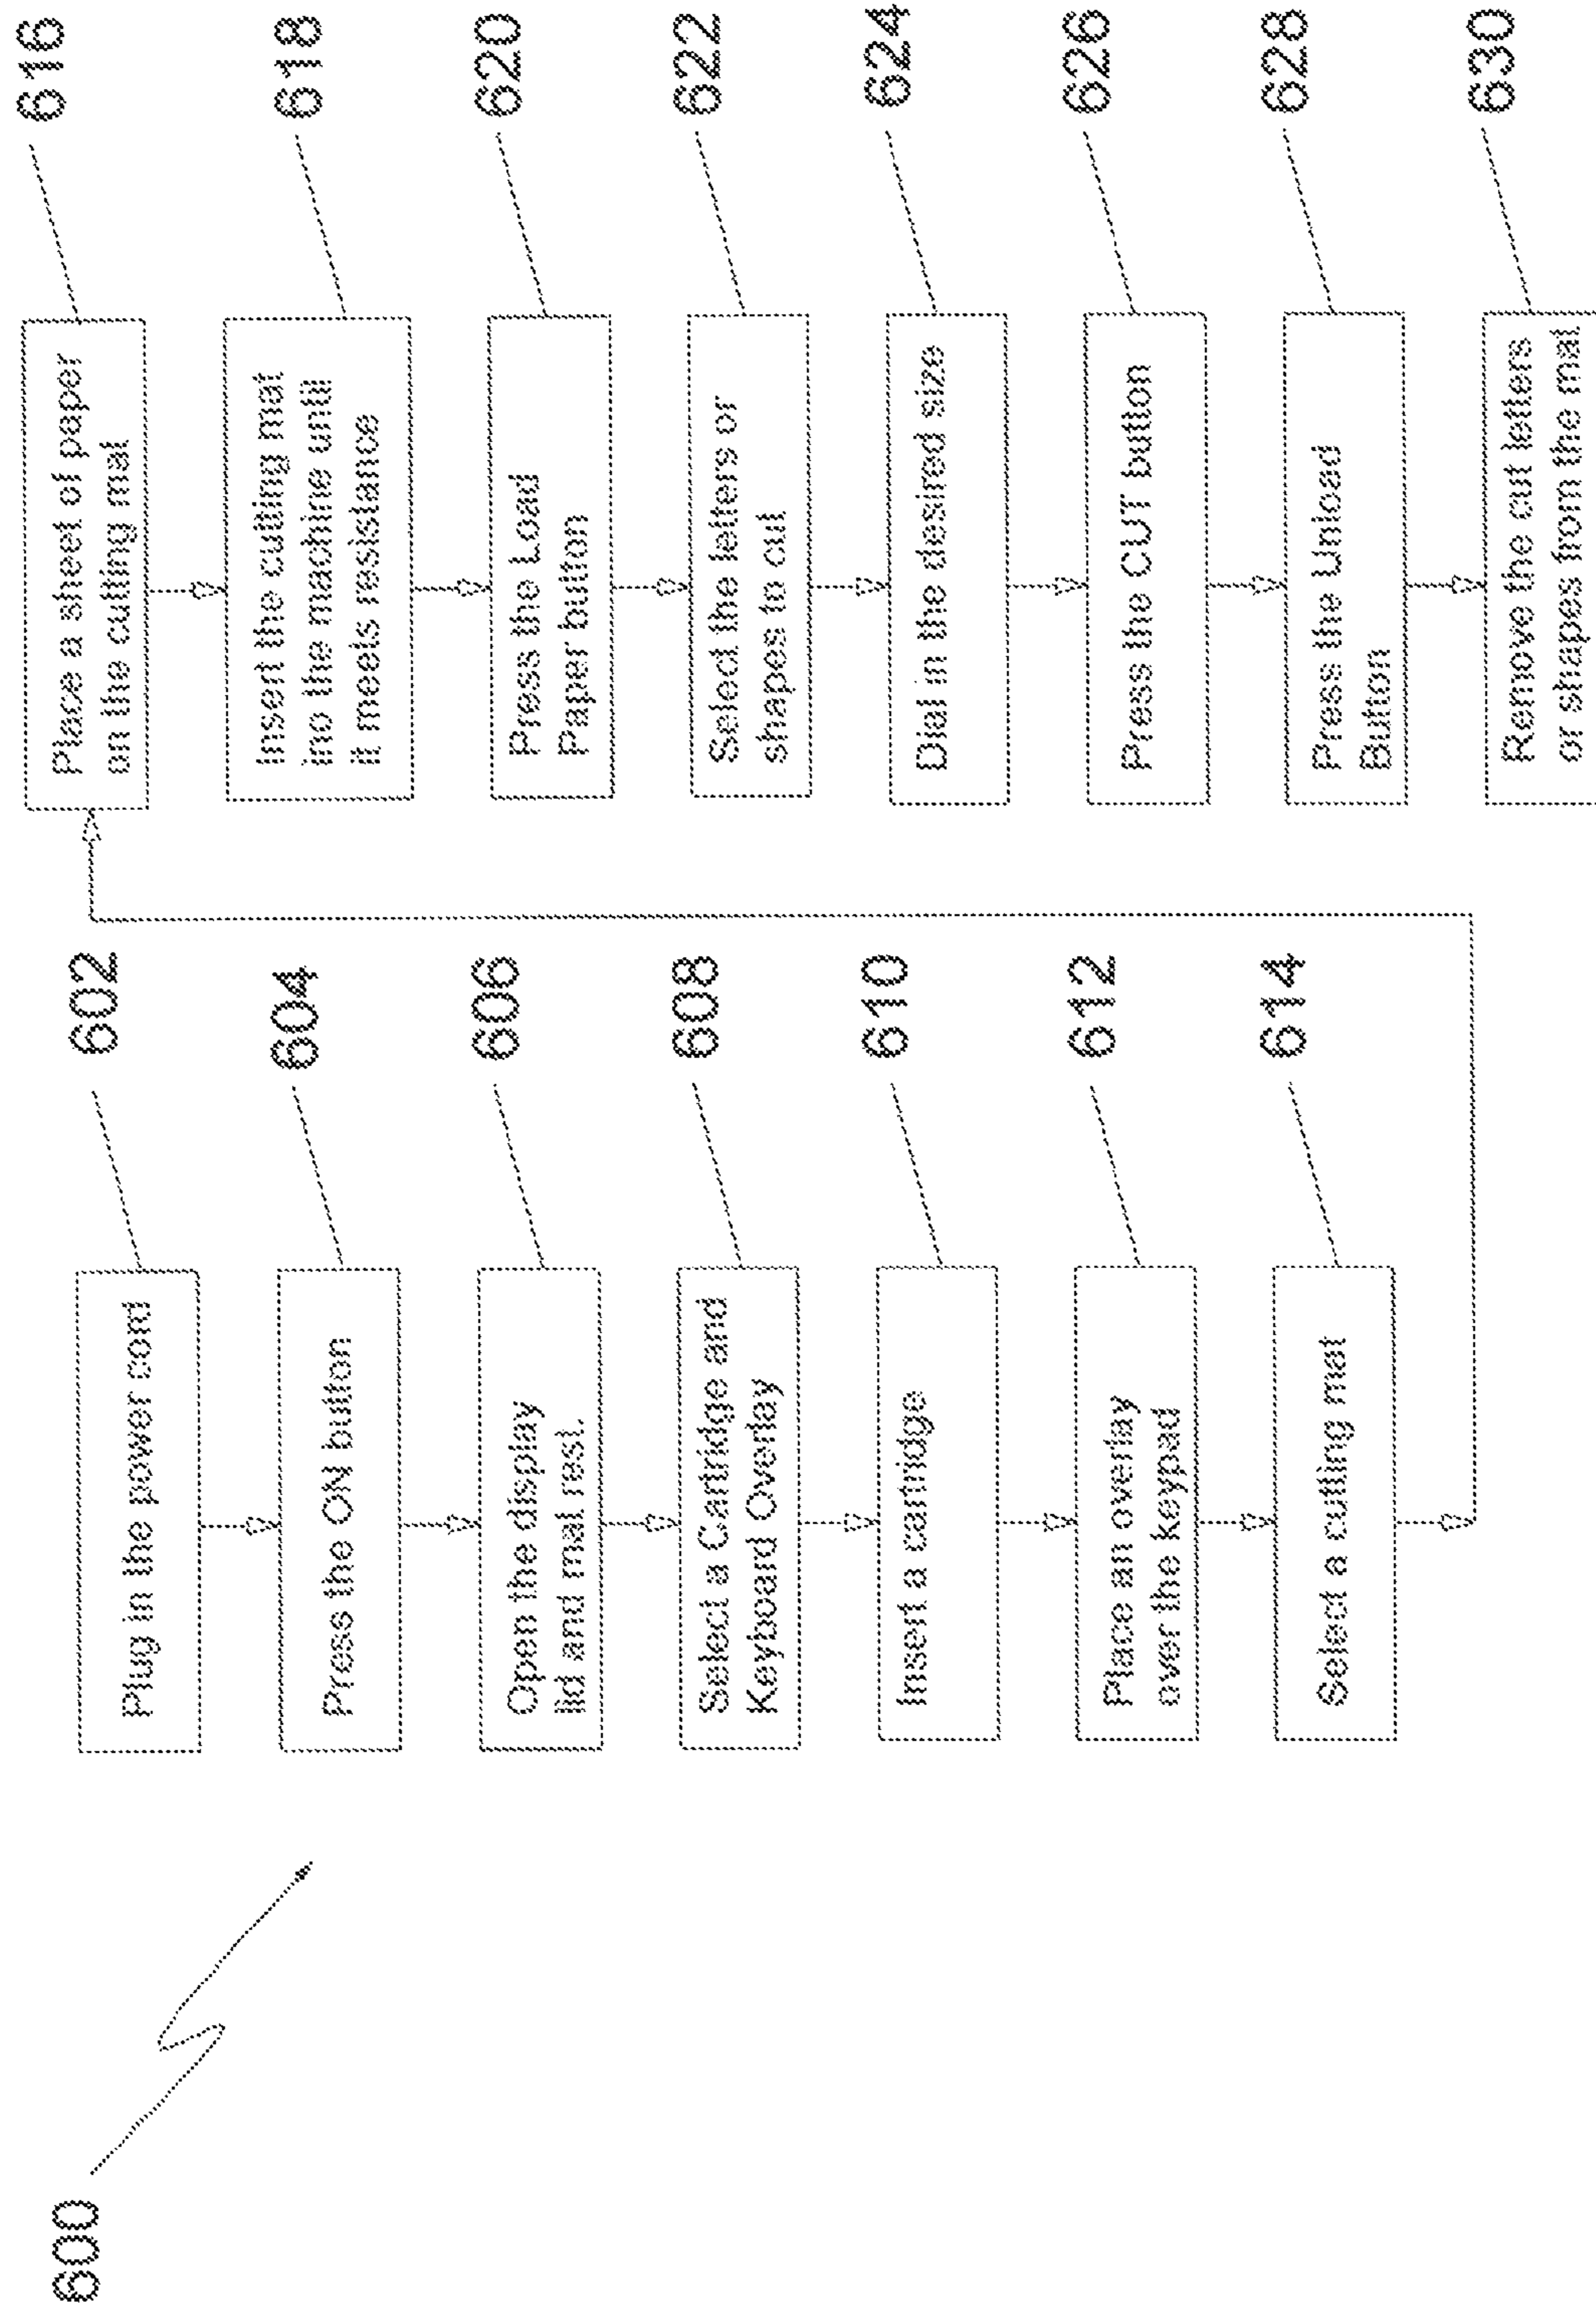 600
602
Plug in the power cord
604
Press the ON button
606
Open the display
lid and mat rest.
608
Select a Cartridge and
Keyboard Overlay
610
Insert a cartridge
612
Place an overlay
over the keypad
614
Select a cutting mat
616
Place a sheet of paper
on the cutting mat
618
Insert the cutting mat
ino the machine until
it meets resistance
620
Press the Load
Paper button
622
Select the letters or
shapes to cut
624
Dial in the desired size
626
Press the CUT button
628
Press the Unload
Button
630
Remove the cut letters
or shapes from the mat